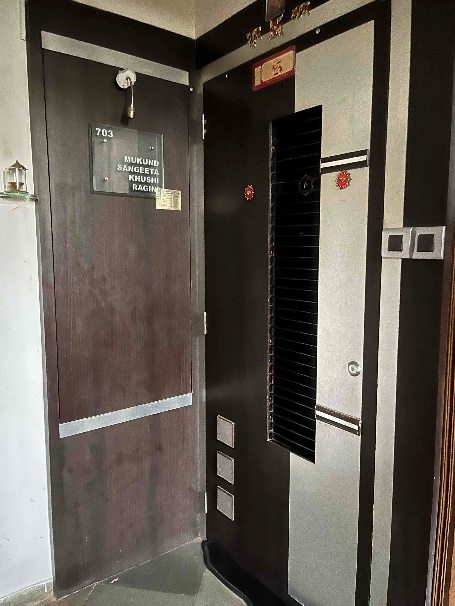 703
MUKUND
SANGEETA
KHUSHI
RAGINI